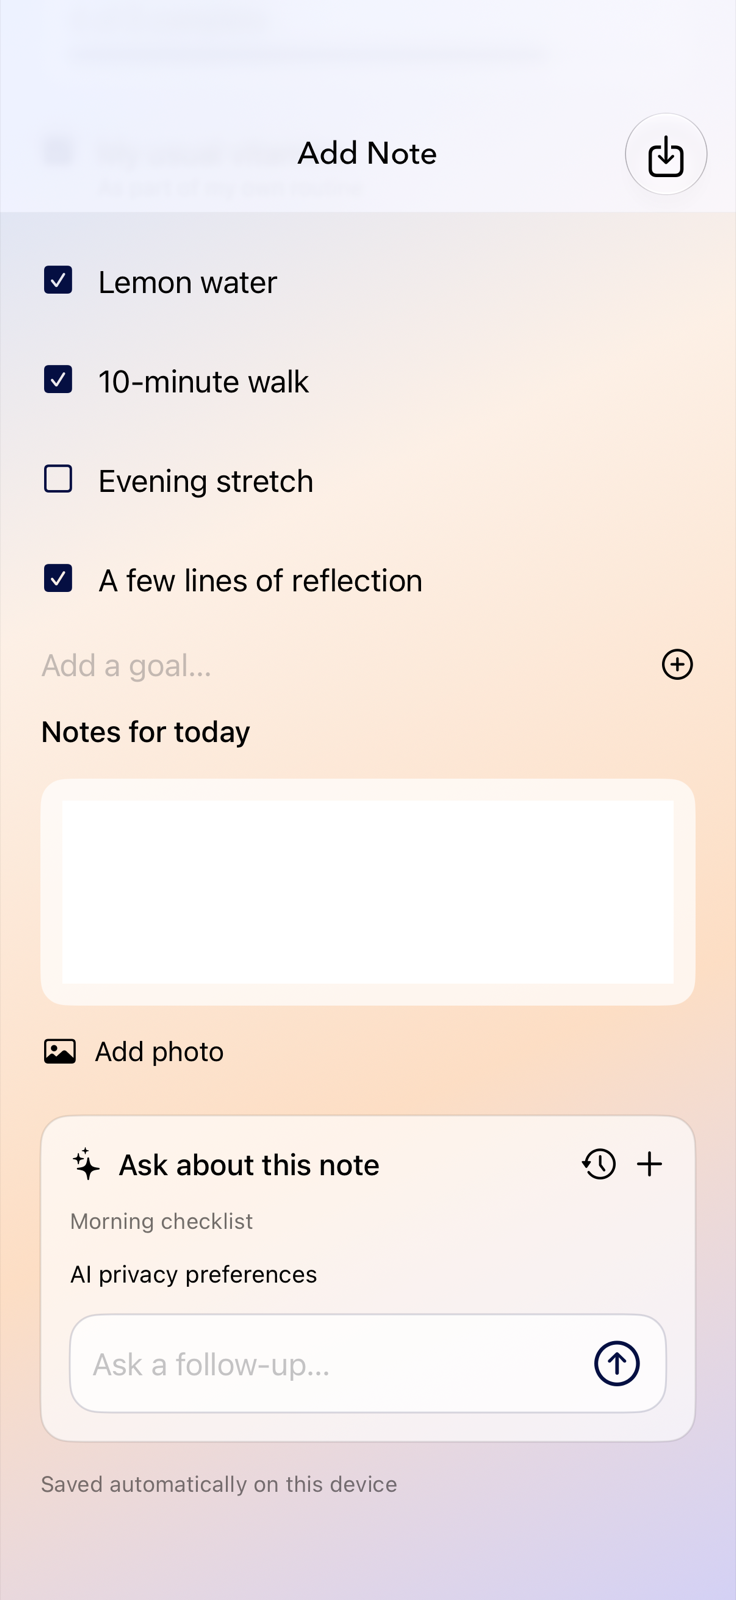 Add Note
Lemon water
10-minute walk
Evening stretch
A few lines of reflection
Add a goal...
Notes for today
Add photo
Ask about this note
Morning checklist
AI privacy preferences
Ask a follow-up...
Saved automatically on this device